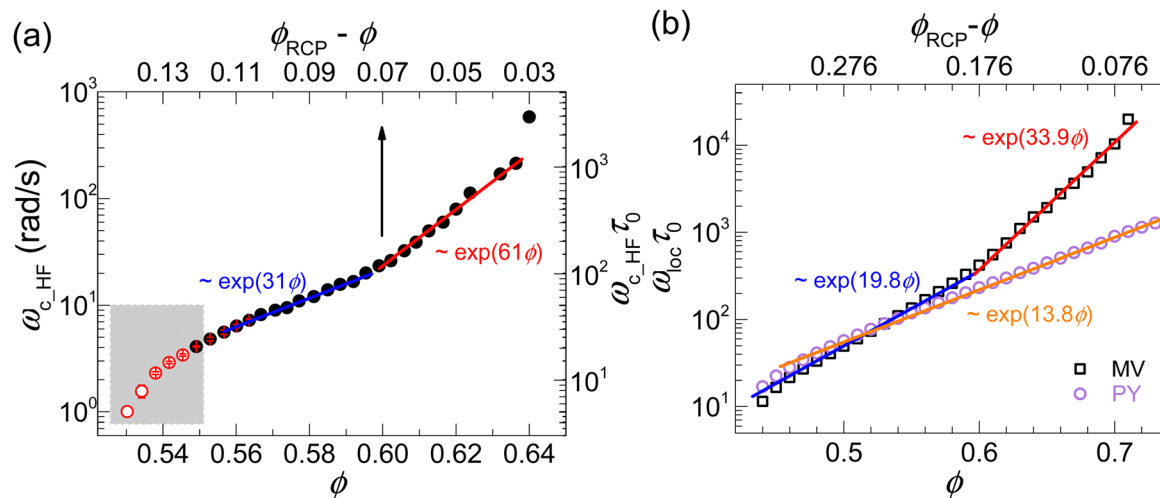 (a)
ϕRCP - ϕ
0.13 0.11 0.09 0.07 0.05 0.03
10³
10²
10¹
10⁰
ωc_HF (rad/s)
~ exp(31ϕ)
~ exp(61ϕ)
10³
10²
10¹
ωc_HF τ0
0.54 0.56 0.58 0.60 0.62 0.64
ϕ
(b)
ϕRCP-ϕ
0.276 0.176 0.076
10⁴
10³
10²
10¹
ωloc τ0
~ exp(33.9ϕ)
~ exp(19.8ϕ)
~ exp(13.8ϕ)
MV
PY
0.5 0.6 0.7
ϕ